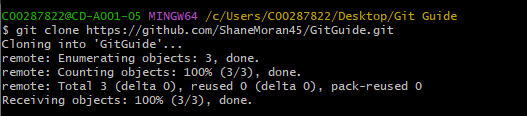 C00287822@CD-A001-05 MINGW64 /c/Users/C00287822/Desktop/Git Guide
$ git clone https://github.com/ShaneMoran45/GitGuide.git
Cloning into 'GitGuide'...
remote: Enumerating objects: 3, done.
remote: Counting objects: 100% (3/3), done.
remote: Total 3 (delta 0), reused 0 (delta 0), pack-reused 0
Receiving objects: 100% (3/3), done.